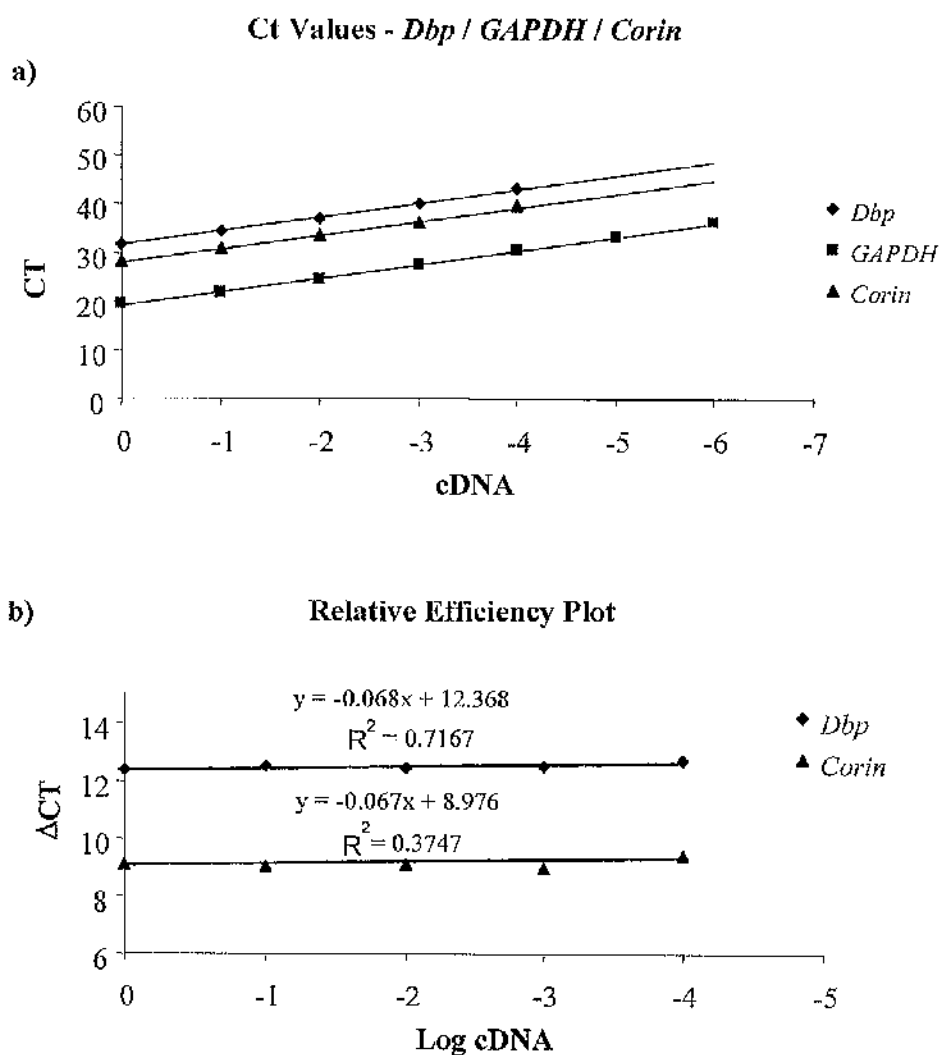 Ct Values - Dbp / GAPDH / Corin
a)
60
50
40
30
20
10
0
CT
0 -1 -2 -3 -4 -5 -6 -7
cDNA
Dbp
GAPDH
Corin
b) Relative Efficiency Plot
14
12
10
8
6
ΔCT
y = -0.068x + 12.368
R² = 0.7167
y = -0.067x + 8.976
R² = 0.3747
0 -1 -2 -3 -4 -5
Log cDNA
Dbp
Corin